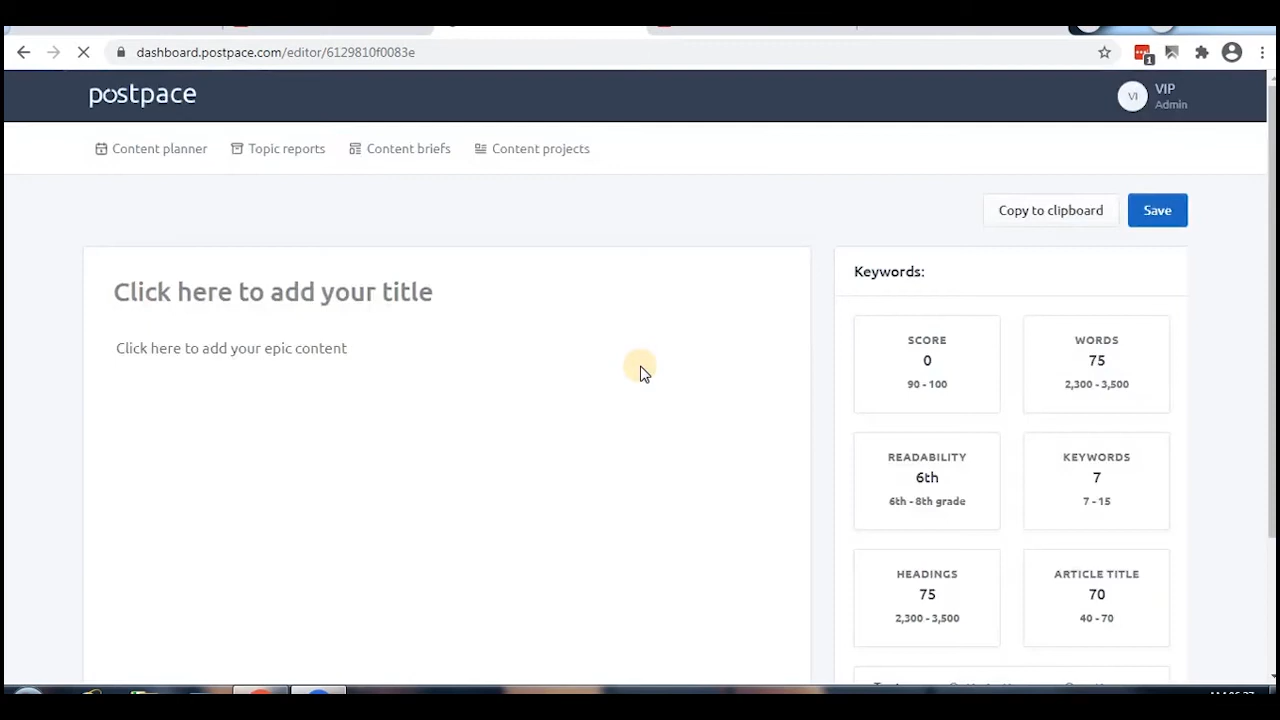 dashboard.postpace.com/editor/6129810f0083e
1
postpace
VI
VIP
Admin
Content planner
Topic reports
Content briefs
Content projects
Copy to clipboard
Save
Click here to add your title
Click here to add your epic content
Keywords:
SCORE
0
90 - 100
WORDS
75
2,300 - 3,500
READABILITY
6th
6th - 8th grade
KEYWORDS
7
7 - 15
HEADINGS
75
2,300 - 3,500
ARTICLE TITLE
70
40 - 70